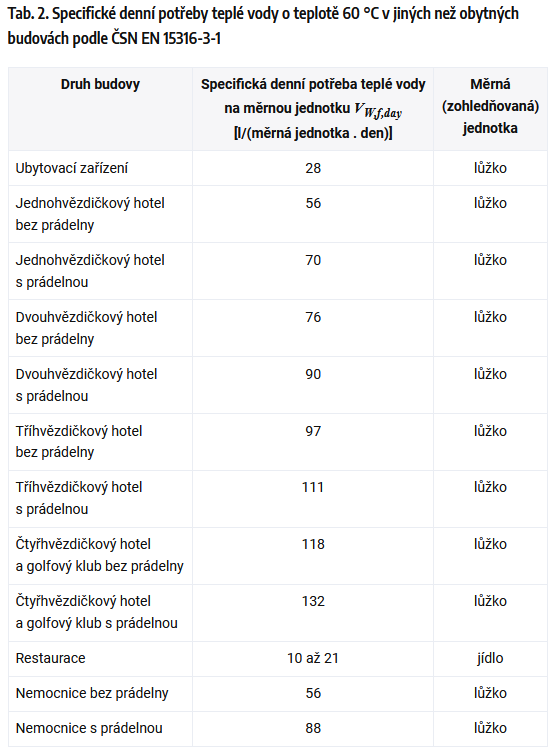 Tab. 2. Specifické denní potřeby teplé vody o teplotě 60 °C v jiných než obytných
budovách podle ČSN EN 15316-3-1
Druh budovy
Specifická denní potřeba teplé vody
na měrnou jednotku V_W,f,day
[l/(měrná jednotka . den)]
Měrná
(zohledňovaná)
jednotka
Ubytovací zařízení 28 lůžko
Jednohvězdičkový hotel
bez prádelny 56 lůžko
Jednohvězdičkový hotel
s prádelnou 70 lůžko
Dvouhvězdičkový hotel
bez prádelny 76 lůžko
Dvouhvězdičkový hotel
s prádelnou 90 lůžko
Tříhvězdičkový hotel
bez prádelny 97 lůžko
Tříhvězdičkový hotel
s prádelnou 111 lůžko
Čtyřhvězdičkový hotel
a golfový klub bez prádelny 118 lůžko
Čtyřhvězdičkový hotel
a golfový klub s prádelnou 132 lůžko
Restaurace 10 až 21 jídlo
Nemocnice bez prádelny 56 lůžko
Nemocnice s prádelnou 88 lůžko